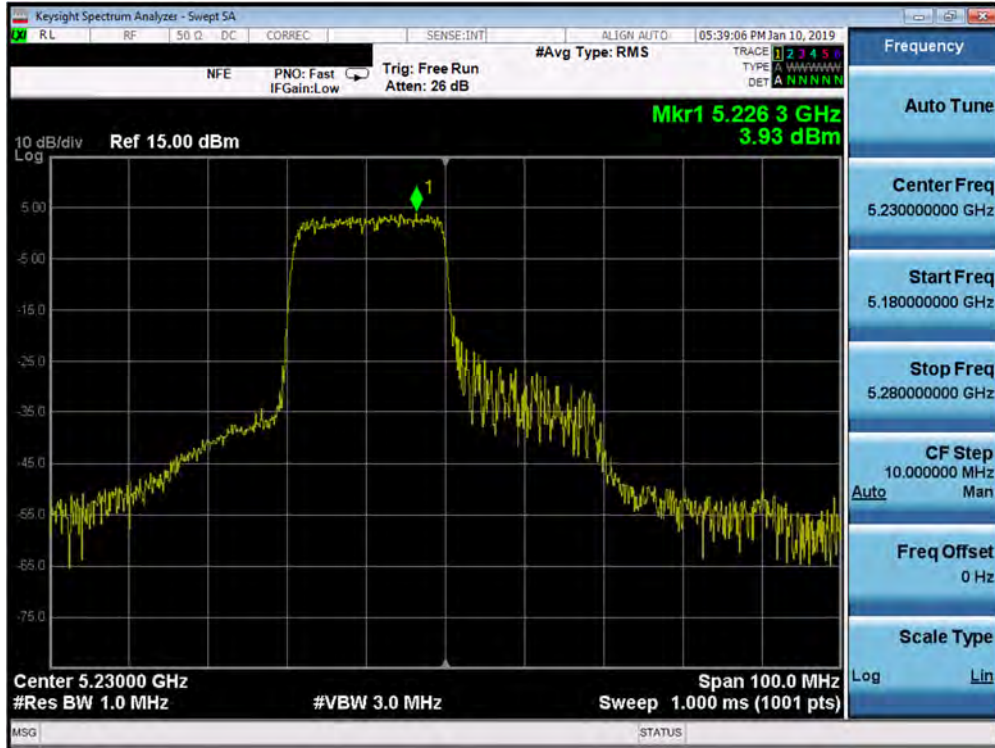 Keysight Spectrum Analyzer - Swept SA
LXI RL RF 50 Ω DC CORREC SENSE:INT ALIGN AUTO 05:39:06 PM Jan 10, 2019
#Avg Type: RMS
TRACE 1 2 3 4 5 6
TYPE A WWWWW
DET A N N N N N
NFE PNO: Fast Trig: Free Run
IFGain:Low Atten: 26 dB
Mkr1 5.226 3 GHz
3.93 dBm
10 dB/div Ref 15.00 dBm
Log
1
5.00
-5.00
-15.0
-25.0
-35.0
-45.0
-55.0
-65.0
-75.0
Center 5.23000 GHz Span 100.0 MHz
#Res BW 1.0 MHz #VBW 3.0 MHz Sweep 1.000 ms (1001 pts)
MSG STATUS
Frequency
Auto Tune
Center Freq
5.230000000 GHz
Start Freq
5.180000000 GHz
Stop Freq
5.280000000 GHz
CF Step
10.000000 MHz
Auto Man
Freq Offset
0 Hz
Scale Type
Log Lin